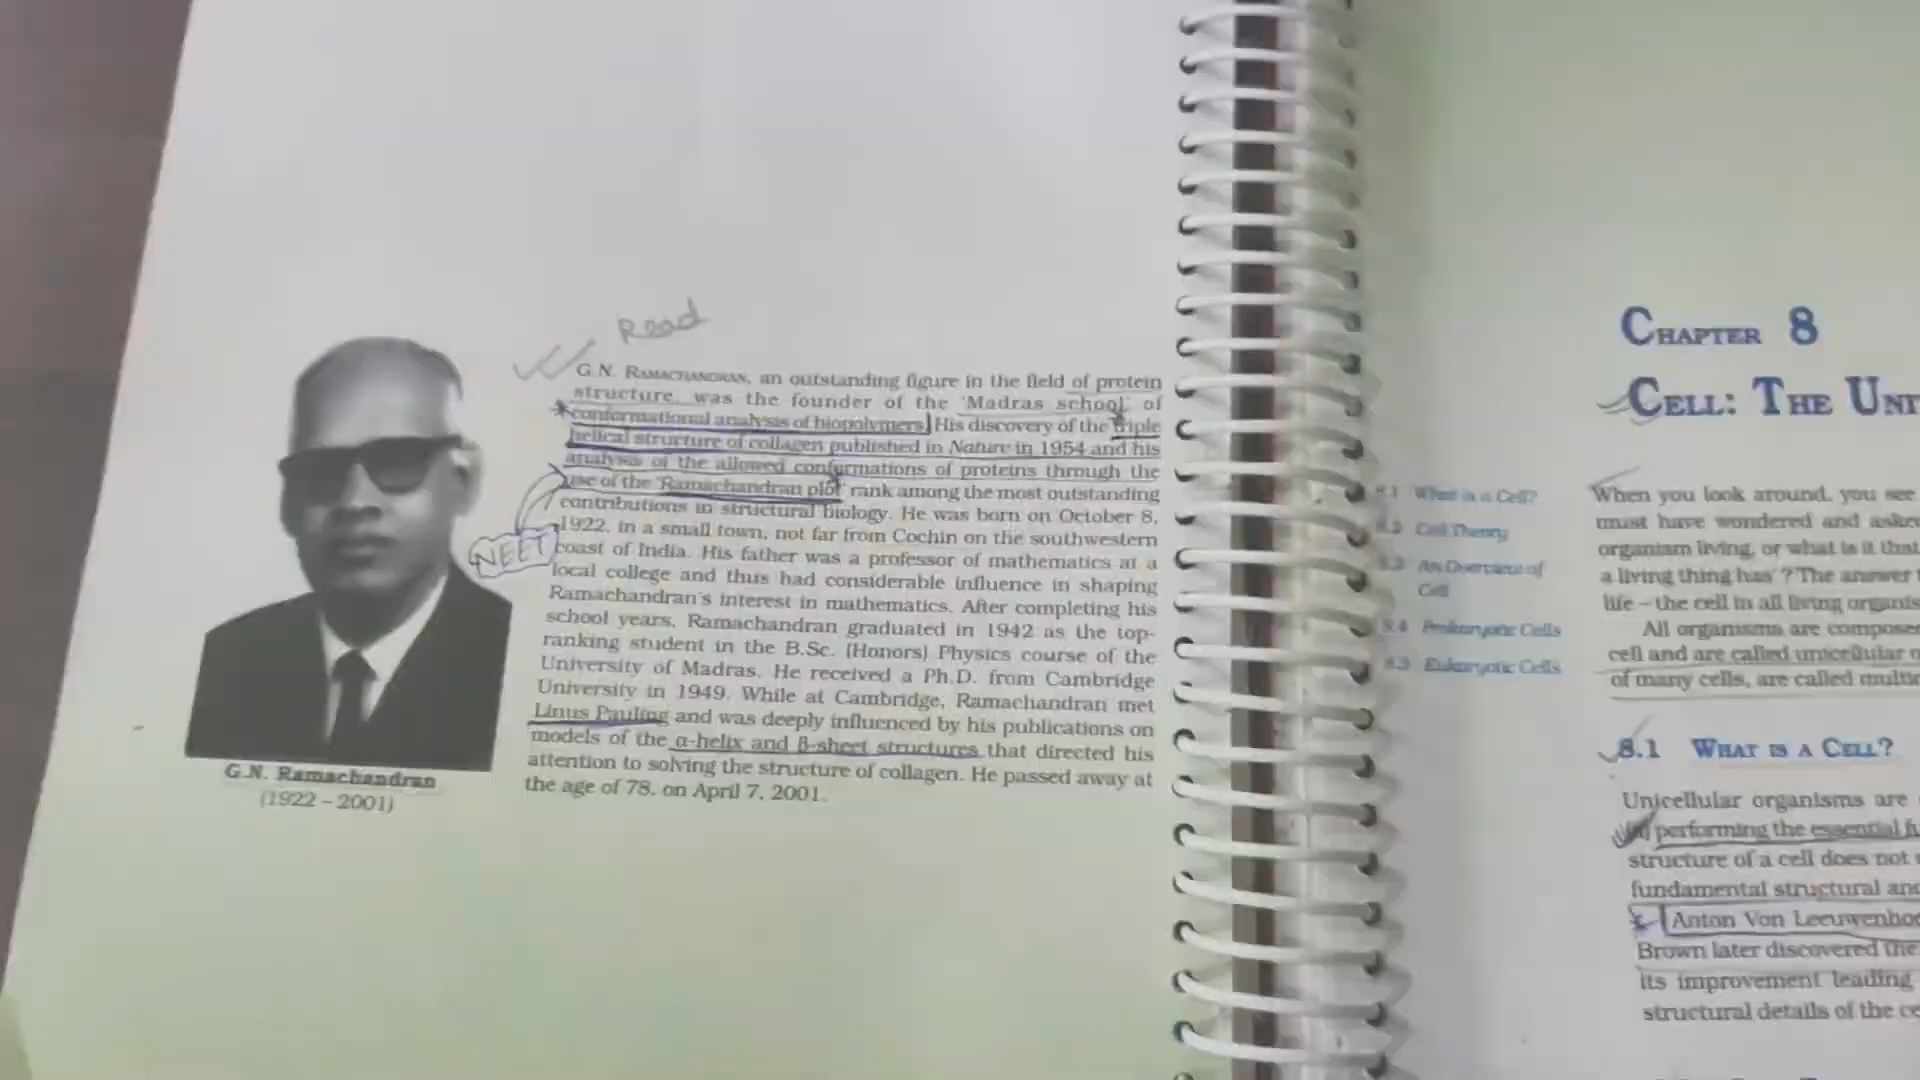 Read
G.N. RAMACHANDRAN, an outstanding figure in the field of protein
structure, was the founder of the 'Madras school' of
conformational analysis of biopolymers. His discovery of the triple
helical structure of collagen published in Nature in 1954 and his
analysis of the allowed conformations of proteins through the
use of the 'Ramachandran plot' rank among the most outstanding
contributions in structural biology. He was born on October 8,
1922, in a small town, not far from Cochin on the southwestern
NEET
coast of India. His father was a professor of mathematics at a
local college and thus had considerable influence in shaping
Ramachandran's interest in mathematics. After completing his
school years, Ramachandran graduated in 1942 as the top-
ranking student in the B.Sc. (Honors) Physics course of the
University of Madras. He received a Ph.D. from Cambridge
University in 1949. While at Cambridge, Ramachandran met
Linus Pauling and was deeply influenced by his publications on
models of the α-helix and β-sheet structures that directed his
attention to solving the structure of collagen. He passed away at
the age of 78, on April 7, 2001.
G.N. Ramachandran
(1922 – 2001)
CHAPTER 8
CELL: THE UNI
8.1 What is a Cell?
8.2 Cell Theory
8.3 An Overview of
Cell
8.4 Prokaryotic Cells
8.5 Eukaryotic Cells
When you look around, you see
must have wondered and aske
organism living, or what is it that
a living thing has'? The answer
life – the cell in all living organis
All organisms are compose
cell and are called unicellular
of many cells, are called multi
8.1 WHAT IS A CELL?
Unicellular organisms are
performing the essential fu
structure of a cell does not
fundamental structural and
Anton Von Leeuwenho
Brown later discovered the
its improvement leading
structural details of the ce